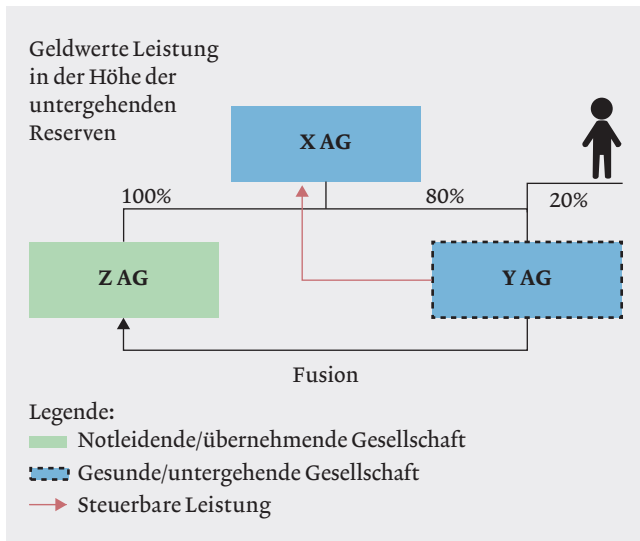 Geldwerte Leistung
in der Höhe der
untergehenden
Reserven
X AG
100%
80%
20%
Z AG
Y AG
Fusion
Legende:
Notleidende/übernehmende Gesellschaft
Gesunde/untergehende Gesellschaft
Steuerbare Leistung